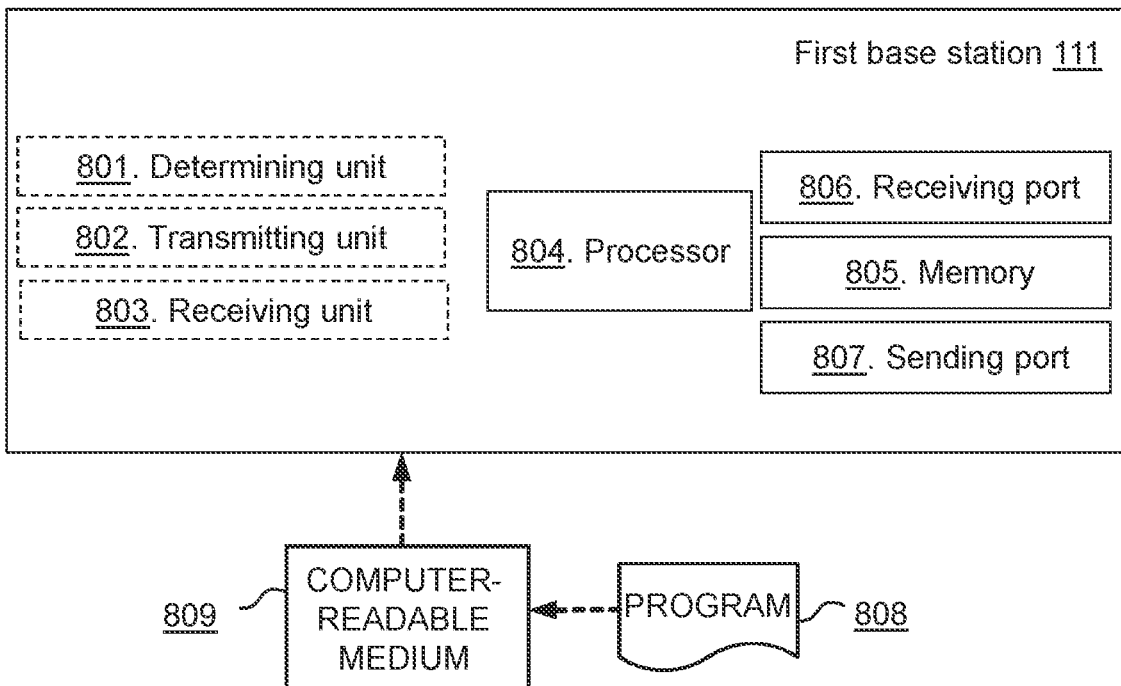 First base station 111
801. Determining unit
802. Transmitting unit
803. Receiving unit
804. Processor
806. Receiving port
805. Memory
807. Sending port
809
COMPUTER-
READABLE
MEDIUM
PROGRAM
808